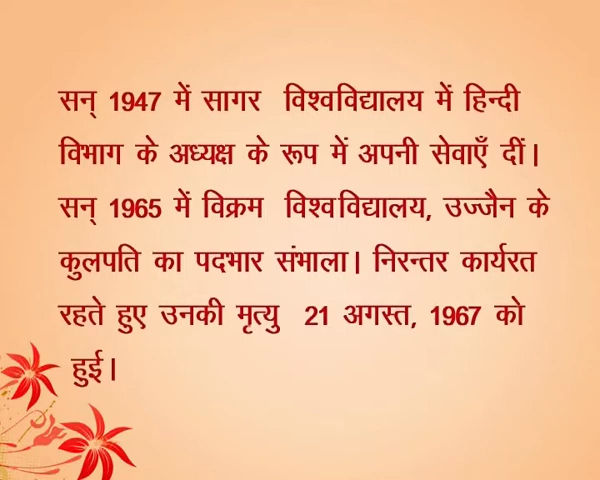 सन् 1947 में सागर विश्वविद्यालय में हिन्दी
विभाग के अध्यक्ष के रूप में अपनी सेवाएँ दीं।
सन् 1965 में विक्रम विश्वविद्यालय, उज्जैन के
कुलपति का पदभार संभाला। निरन्तर कार्यरत
रहते हुए उनकी मृत्यु 21 अगस्त, 1967 को
हुई।